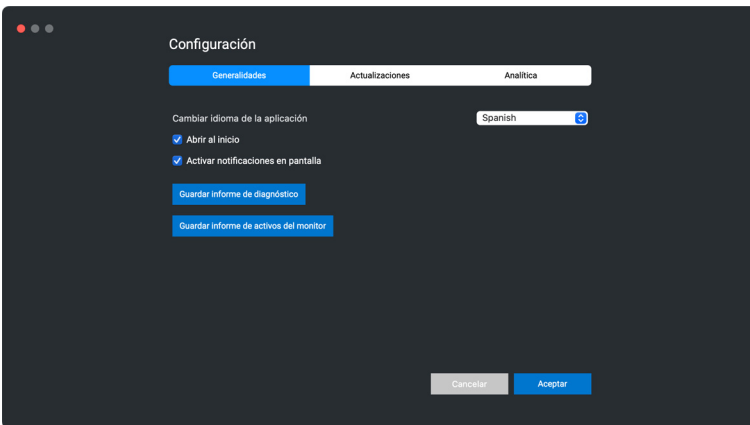 Configuración
Generalidades Actualizaciones Analítica
Cambiar idioma de la aplicación Spanish
Abrir al inicio
Activar notificaciones en pantalla
Guardar informe de diagnóstico
Guardar informe de activos del monitor
Cancelar Aceptar